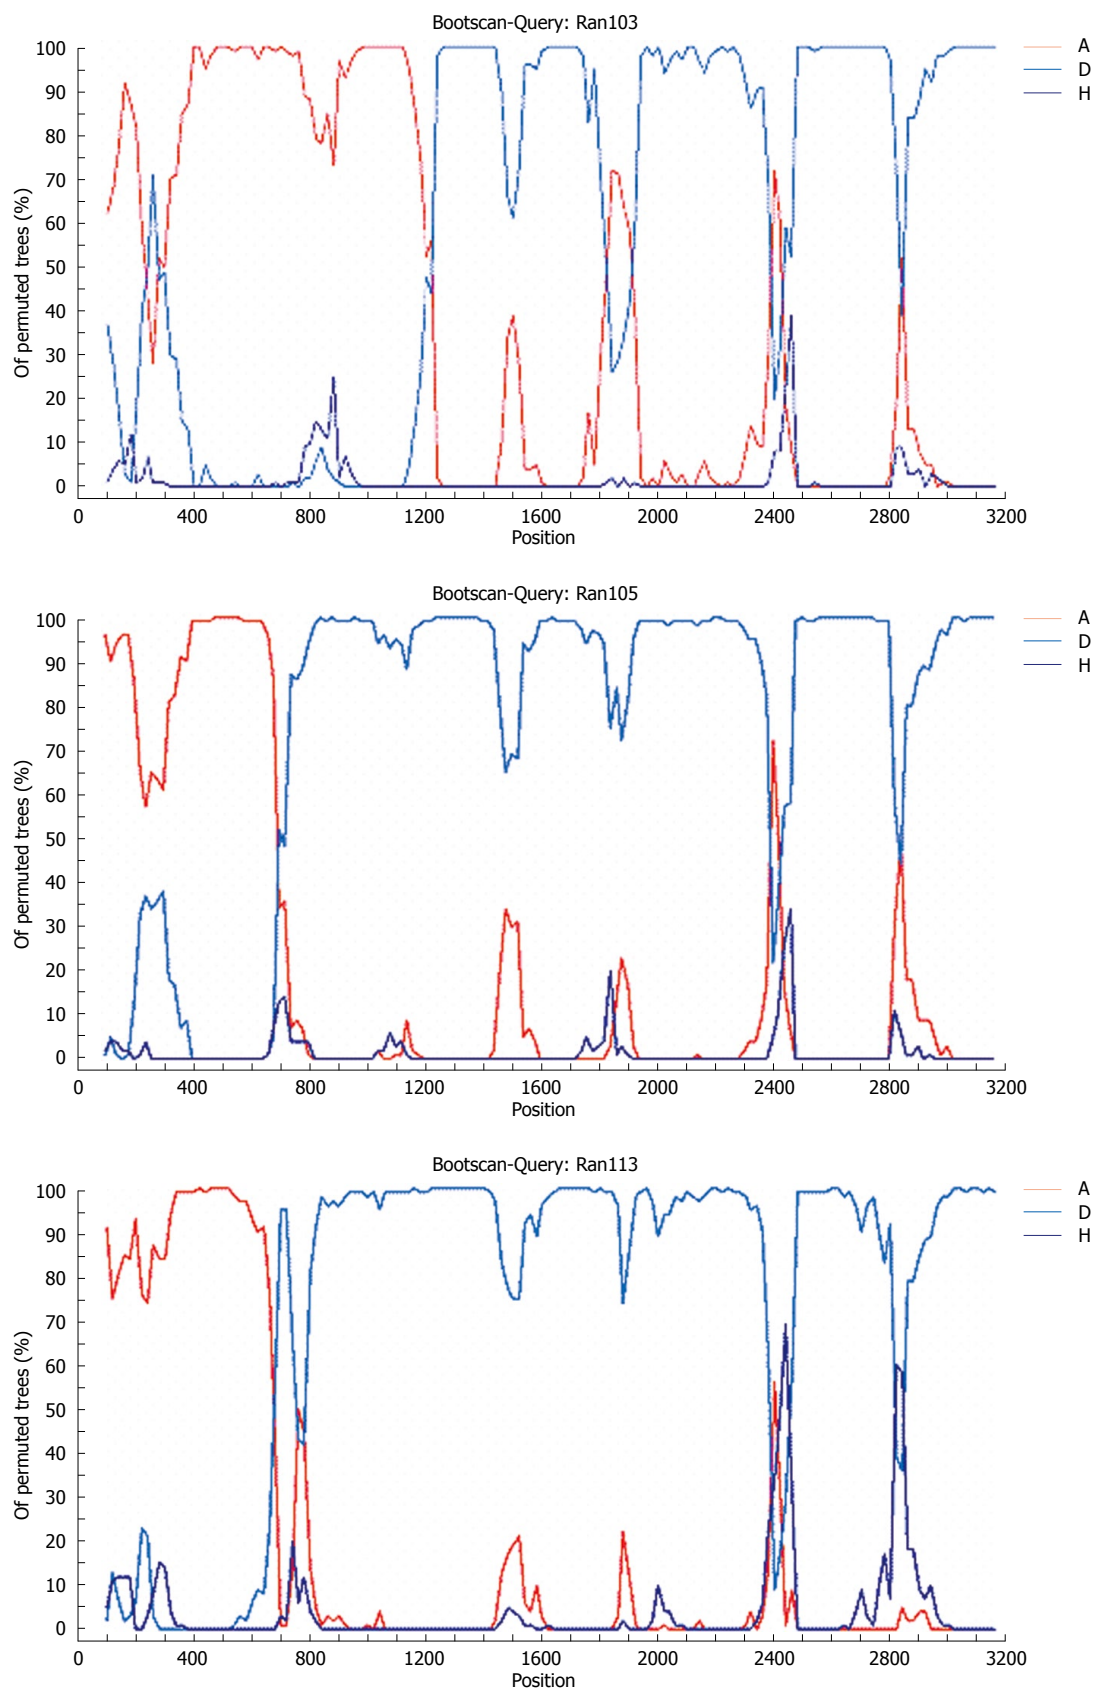 Bootscan-Query: Ran103
A
D
H
Of permuted trees (%)
100
90
80
70
60
50
40
30
20
10
0
0 400 800 1200 1600 2000 2400 2800 3200
Position
Bootscan-Query: Ran105
A
D
H
Of permuted trees (%)
100
90
80
70
60
50
40
30
20
10
0
0 400 800 1200 1600 2000 2400 2800 3200
Position
Bootscan-Query: Ran113
A
D
H
Of permuted trees (%)
100
90
80
70
60
50
40
30
20
10
0
0 400 800 1200 1600 2000 2400 2800 3200
Position